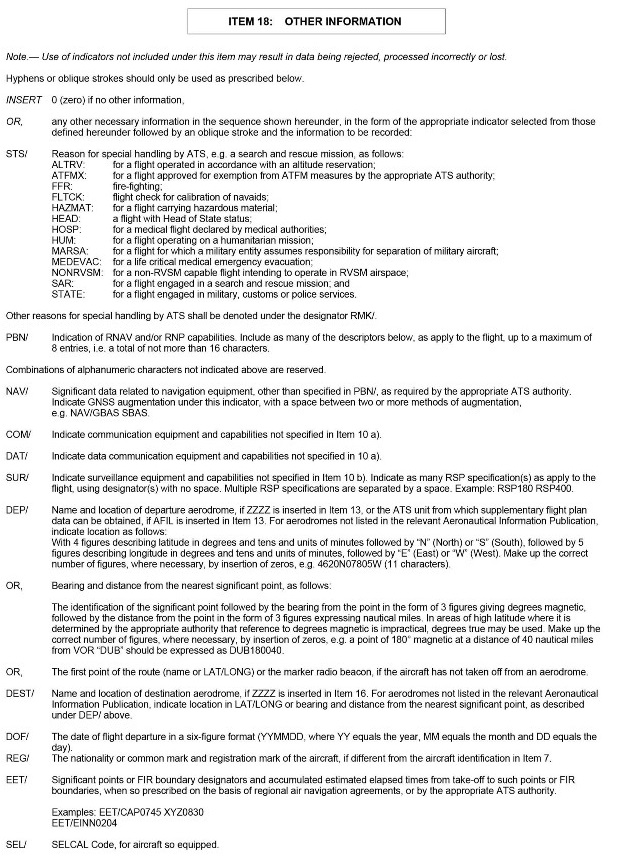 ITEM 18: OTHER INFORMATION
Note.— Use of indicators not included under this item may result in data being rejected, processed incorrectly or lost.
Hyphens or oblique strokes should only be used as prescribed below.
INSERT 0 (zero) if no other information,
OR, any other necessary information in the sequence shown hereunder, in the form of the appropriate indicator selected from those
defined hereunder followed by an oblique stroke and the information to be recorded:
STS/ Reason for special handling by ATS, e.g. a search and rescue mission, as follows:
ALTRV: for a flight operated in accordance with an altitude reservation;
ATFMX: for a flight approved for exemption from ATFM measures by the appropriate ATS authority;
FFR: fire-fighting;
FLTCK: flight check for calibration of navaids;
HAZMAT: for a flight carrying hazardous material;
HEAD: a flight with Head of State status;
HOSP: for a medical flight declared by medical authorities;
HUM: for a flight operating on a humanitarian mission;
MARSA: for a flight for which a military entity assumes responsibility for separation of military aircraft;
MEDEVAC: for a life critical medical emergency evacuation;
NONRVSM: for a non-RVSM capable flight intending to operate in RVSM airspace;
SAR: for a flight engaged in a search and rescue mission; and
STATE: for a flight engaged in military, customs or police services.
Other reasons for special handling by ATS shall be denoted under the designator RMK/.
PBN/ Indication of RNAV and/or RNP capabilities. Include as many of the descriptors below, as apply to the flight, up to a maximum of
8 entries, i.e. a total of not more than 16 characters.
Combinations of alphanumeric characters not indicated above are reserved.
NAV/ Significant data related to navigation equipment, other than specified in PBN/, as required by the appropriate ATS authority.
Indicate GNSS augmentation under this indicator, with a space between two or more methods of augmentation,
e.g. NAV/GBAS SBAS.
COM/ Indicate communication equipment and capabilities not specified in Item 10 a).
DAT/ Indicate data communication equipment and capabilities not specified in 10 a).
SUR/ Indicate surveillance equipment and capabilities not specified in Item 10 b). Indicate as many RSP specification(s) as apply to the
flight, using designator(s) with no space. Multiple RSP specifications are separated by a space. Example: RSP180 RSP400.
DEP/ Name and location of departure aerodrome, if ZZZZ is inserted in Item 13, or the ATS unit from which supplementary flight plan
data can be obtained, if AFIL is inserted in Item 13. For aerodromes not listed in the relevant Aeronautical Information Publication,
indicate location as follows:
With 4 figures describing latitude in degrees and tens and units of minutes followed by “N” (North) or “S” (South), followed by 5
figures describing longitude in degrees and tens and units of minutes, followed by “E” (East) or “W” (West). Make up the correct
number of figures, where necessary, by insertion of zeros, e.g. 4620N07805W (11 characters).
OR, Bearing and distance from the nearest significant point, as follows:
The identification of the significant point followed by the bearing from the point in the form of 3 figures giving degrees magnetic,
followed by the distance from the point in the form of 3 figures expressing nautical miles. In areas of high latitude where it is
determined by the appropriate authority that reference to degrees magnetic is impractical, degrees true may be used. Make up the
correct number of figures, where necessary, by insertion of zeros, e.g. a point of 180° magnetic at a distance of 40 nautical miles
from VOR “DUB” should be expressed as DUB180040.
OR, The first point of the route (name or LAT/LONG) or the marker radio beacon, if the aircraft has not taken off from an aerodrome.
DEST/ Name and location of destination aerodrome, if ZZZZ is inserted in Item 16. For aerodromes not listed in the relevant Aeronautical
Information Publication, indicate location in LAT/LONG or bearing and distance from the nearest significant point, as described
under DEP/ above.
DOF/ The date of flight departure in a six-figure format (YYMMDD, where YY equals the year, MM equals the month and DD equals the
day).
REG/ The nationality or common mark and registration mark of the aircraft, if different from the aircraft identification in Item 7.
EET/ Significant points or FIR boundary designators and accumulated estimated elapsed times from take-off to such points or FIR
boundaries, when so prescribed on the basis of regional air navigation agreements, or by the appropriate ATS authority.
Examples: EET/CAP0745 XYZ0830
EET/EINN0204
SEL/ SELCAL Code, for aircraft so equipped.